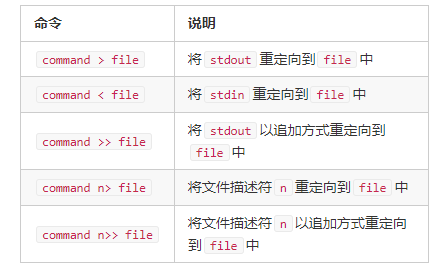 命令 说明
command > file 将 stdout 重定向到 file 中
command < file 将 stdin 重定向到 file 中
command >> file 将 stdout 以追加方式重定向到
file 中
command n> file 将文件描述符 n 重定向到 file 中
command n>> file 将文件描述符 n 以追加方式重定向
到 file 中